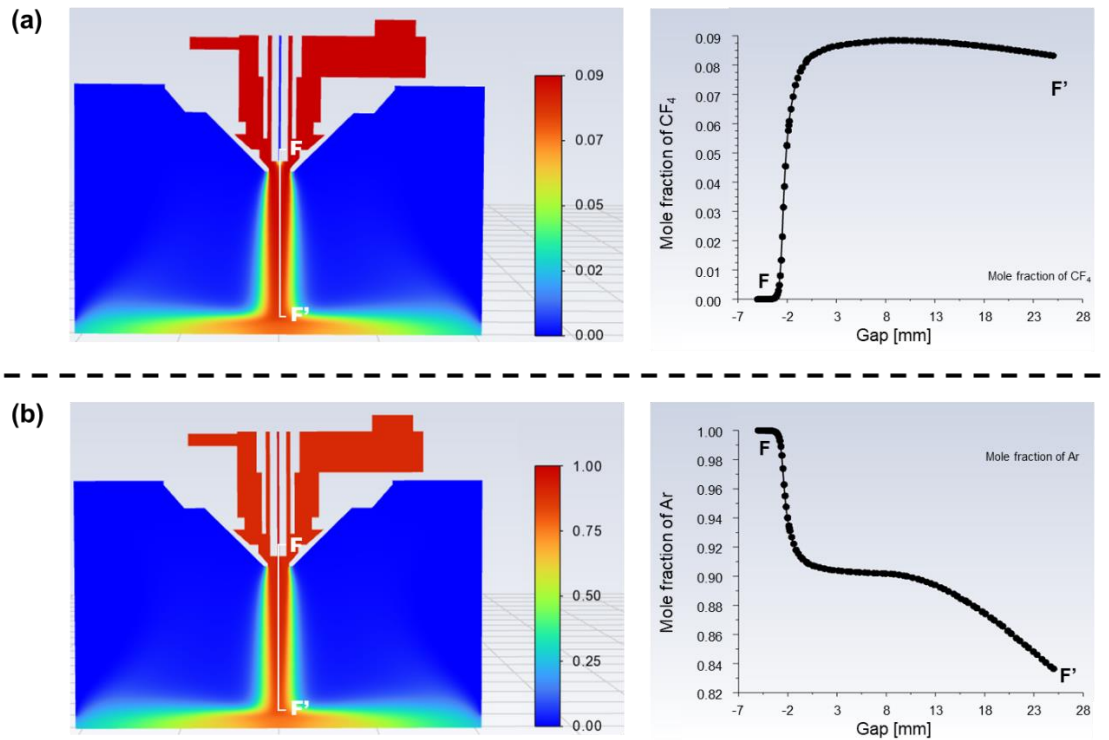 (a)
F
F'
0.09
0.07
0.05
0.02
0.00
Mole fraction of CF₄
0.09
0.08
0.07
0.06
0.05
0.04
0.03
0.02
0.01
0.00
F
F'
Mole fraction of CF₄
-7 -2 3 8 13 18 23 28
Gap [mm]
(b)
F
F'
1.00
0.75
0.50
0.25
0.00
Mole fraction of Ar
1.00
0.98
0.96
0.94
0.92
0.90
0.88
0.86
0.84
0.82
F
F'
Mole fraction of Ar
-7 -2 3 8 13 18 23 28
Gap [mm]